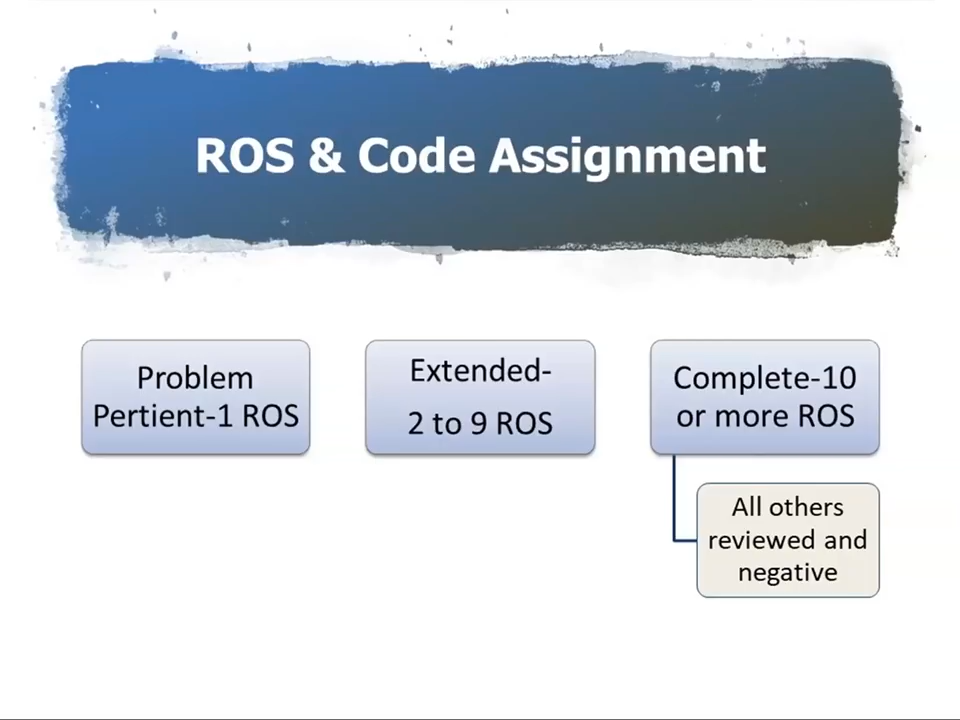 ROS & Code Assignment
Problem
Pertient-1 ROS
Extended-
2 to 9 ROS
Complete-10
or more ROS
All others
reviewed and
negative